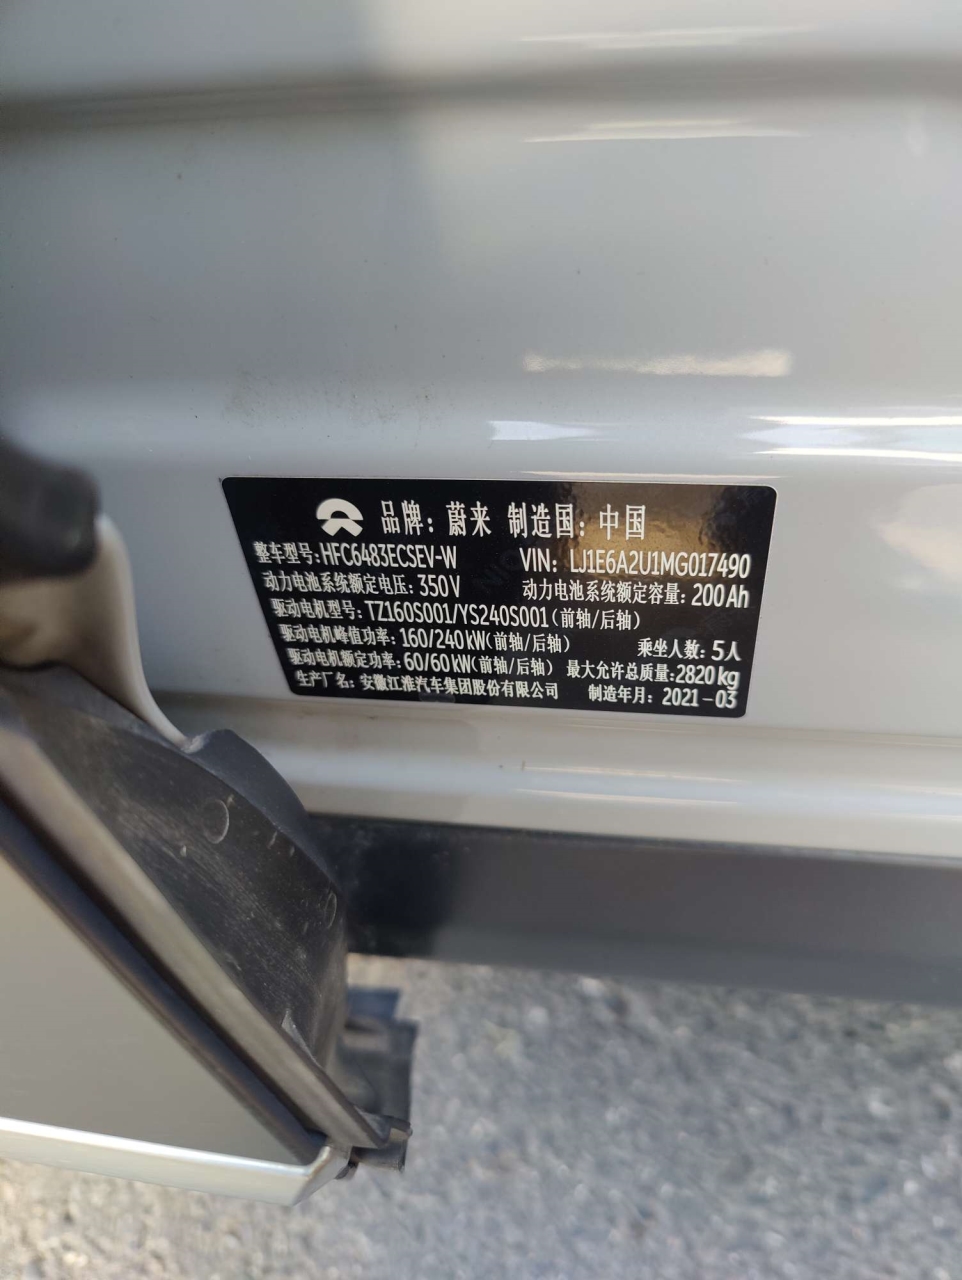 品牌：蔚来 制造国：中国
整车型号：HFC6483ECSEV-W VIN：LJ1E6A2U1MG017490
动力电池系统额定电压：350V 动力电池系统额定容量：200Ah
驱动电机型号：TZ160S001/YS240S001（前轴/后轴）
驱动电机峰值功率：160/240kW（前轴/后轴） 乘坐人数：5人
驱动电机额定功率：60/60kW（前轴/后轴） 最大允许总质量：2820kg
生产厂名：安徽江淮汽车集团股份有限公司 制造年月：2021-03